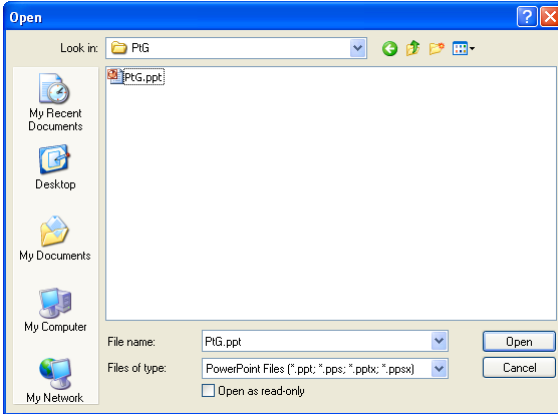 Open
Look in:
PtG
PtG.ppt
My Recent
Documents
Desktop
My Documents
My Computer
My Network
File name:
PtG.ppt
Open
Files of type:
PowerPoint Files (*.ppt; *.pps; *.pptx; *.ppsx)
Cancel
Open as read-only